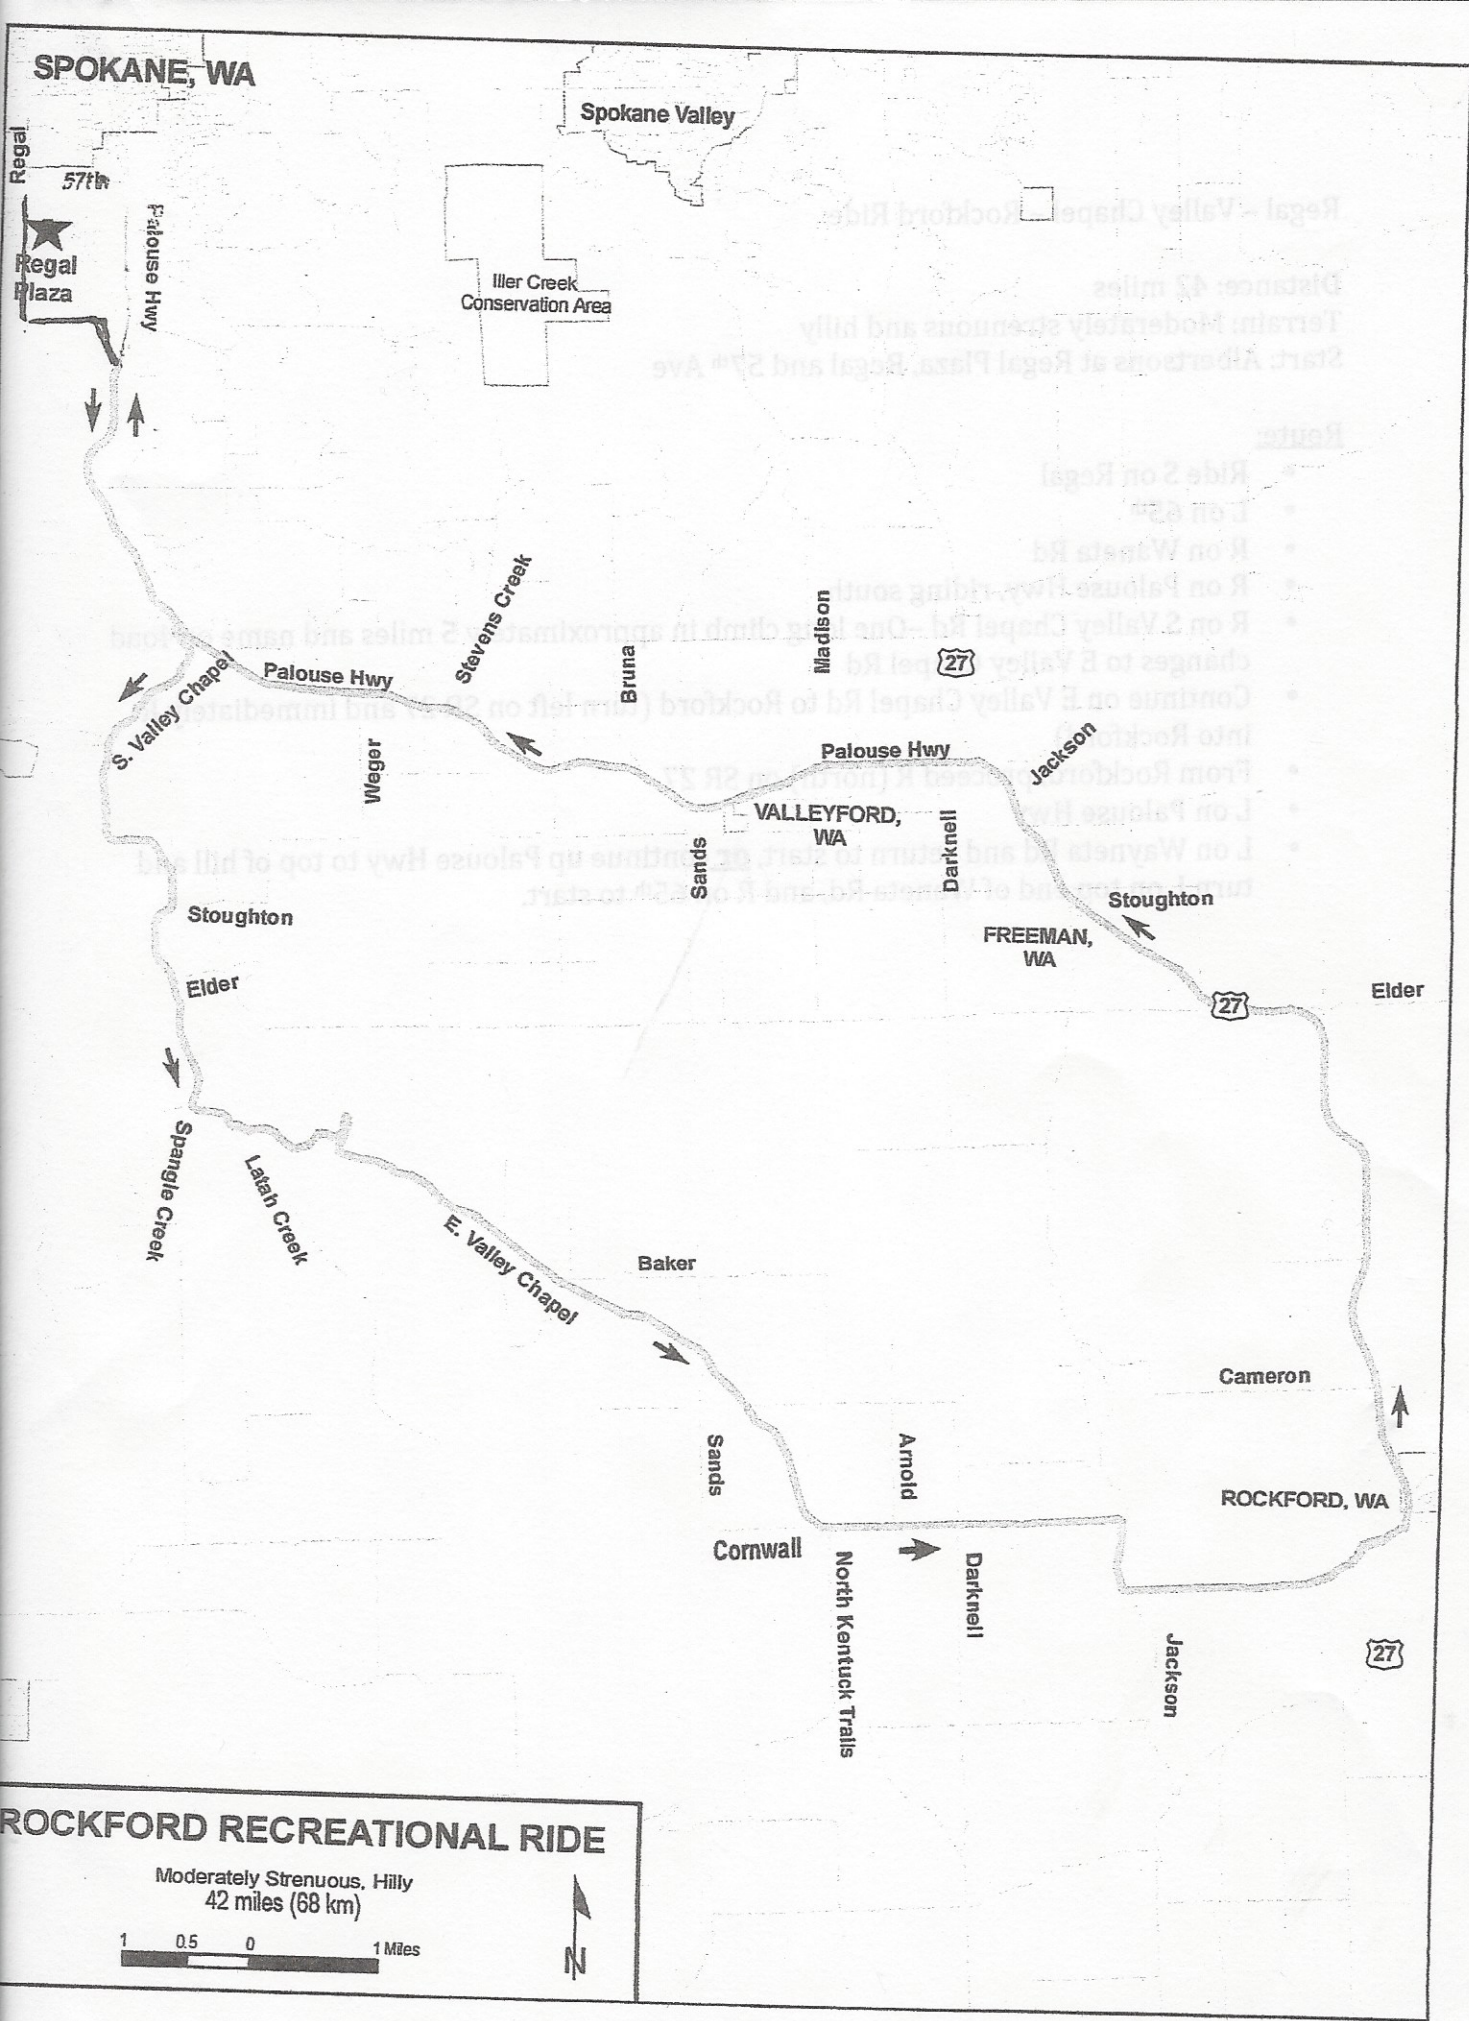 SPOKANE, WA
Spokane Valley
Regal
57th
Palouse Hwy
Regal
Plaza
Iller Creek
Conservation Area
Regal – Valley Chapel – Rockford Ride
Distance: 42 miles
Terrain: Moderately strenuous and hilly
Start: Albertsons at Regal Plaza, Regal and 57th Ave
Route:
• Ride S on Regal
• L on 65th
• R on Waneta Rd
• R on Palouse Hwy, riding south
• R on S Valley Chapel Rd – One long climb in approximately 5 miles and name of road
changes to E Valley Chapel Rd
• Continue on E Valley Chapel Rd to Rockford (turn left on SR 27 and immediately R
into Rockford)
• From Rockford, proceed R (north) on SR 27
• L on Palouse Hwy
• L on Wayneta Rd and return to start, or continue up Palouse Hwy to top of hill and
turn L on top end of Waneta Rd, and R on 65th to start.
Stevens Creek
Bruna
Madison
27
S. Valley Chapel
Palouse Hwy
Weger
Palouse Hwy
Jackson
VALLEYFORD,
WA
Sands
Darknell
Stoughton
Stoughton
FREEMAN,
WA
Elder
27
Elder
Spangle Creek
Latah Creek
E. Valley Chapel
Baker
Cameron
Sands
Arnold
ROCKFORD, WA
Cornwall
North Kentuck Trails
Darknell
Jackson
27
ROCKFORD RECREATIONAL RIDE
Moderately Strenuous, Hilly
42 miles (68 km)
1 0.5 0 1 Miles
N